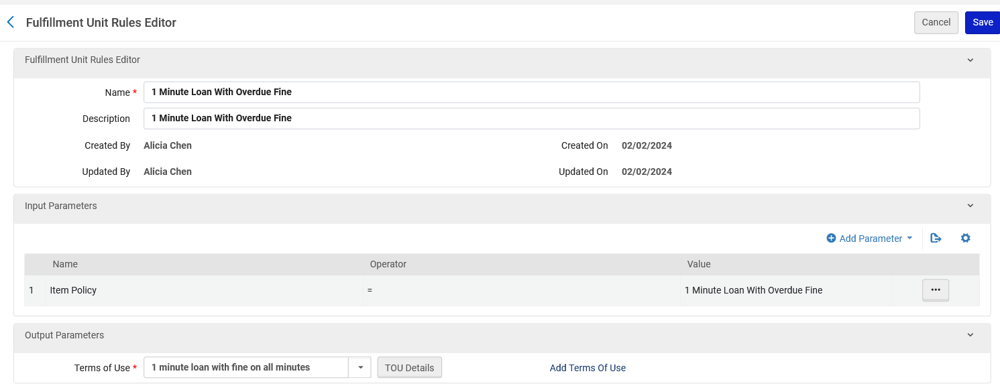 Fulfillment Unit Rules Editor
Cancel
Save
Fulfillment Unit Rules Editor
Name * 1 Minute Loan With Overdue Fine
Description 1 Minute Loan With Overdue Fine
Created By Alicia Chen Created On 02/02/2024
Updated By Alicia Chen Updated On 02/02/2024
Input Parameters
Add Parameter
Name Operator Value
1 Item Policy = 1 Minute Loan With Overdue Fine
Output Parameters
Terms of Use * 1 minute loan with fine on all minutes TOU Details Add Terms Of Use